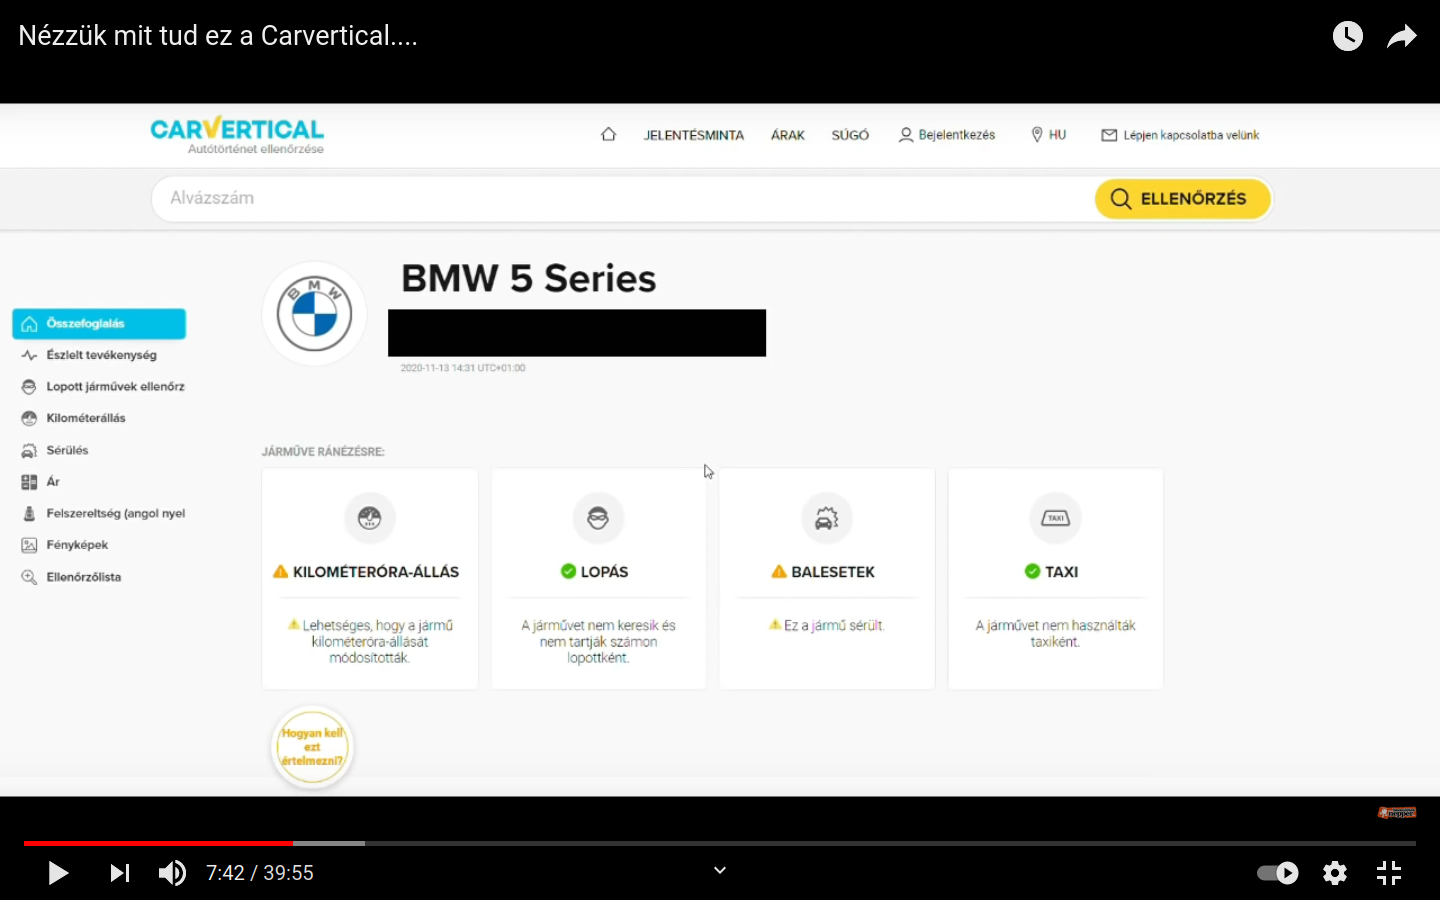 Nézzük mit tud ez a Carvertical....
CARVERTICAL
Autótörténet ellenőrzése
JELENTÉSMINTA
ÁRAK
SÚGÓ
Bejelentkezés
HU
Lépjen kapcsolatba velünk
Alvázszám
ELLENŐRZÉS
BMW
BMW 5 Series
2020-11-13 14:31 UTC+01:00
Összefoglalás
Észlelt tevékenység
Lopott járművek ellenőrz
Kilométerállás
Sérülés
Ár
Felszereltség (angol nyel
Fényképek
Ellenőrzőlista
JÁRMŰVE RÁNÉZÉSRE:
KILOMÉTERÓRA-ÁLLÁS
Lehetséges, hogy a jármű
kilométeróra-állását
módosították.
LOPÁS
A járművet nem keresik és
nem tartják számon
lopottként.
BALESETEK
Ez a jármű sérült.
TAXI
TAXI
A járművet nem használták
taxiként.
Hogyan kell
ezt
értelmezni?
7:42 / 39:55